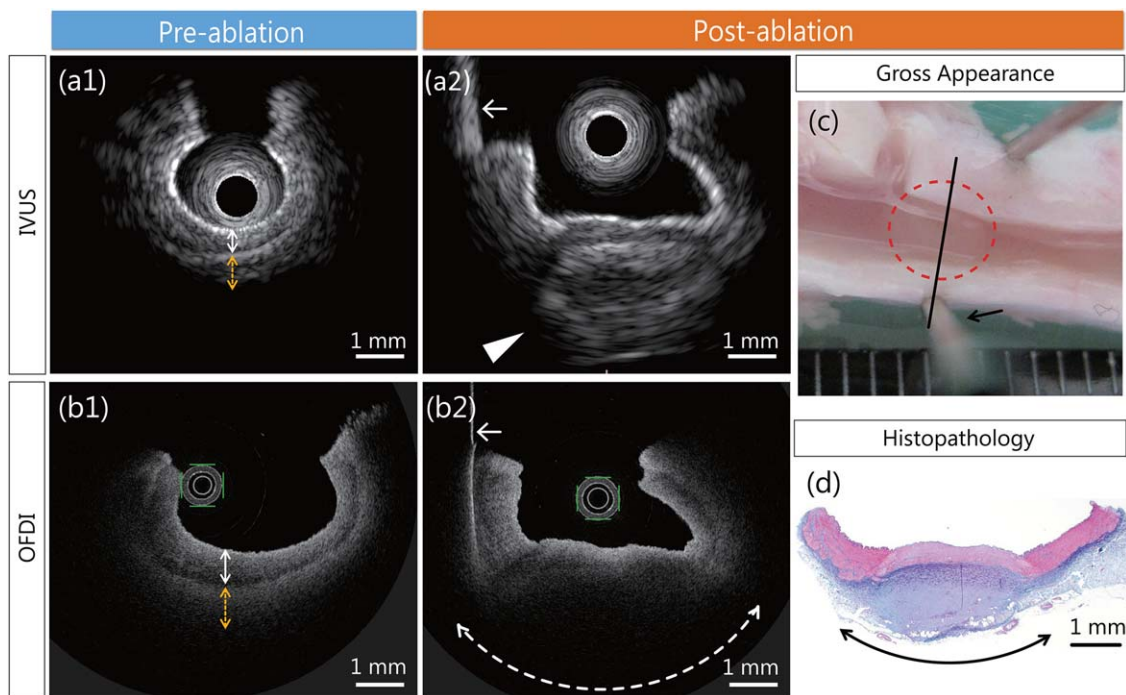 Pre-ablation
Post-ablation
IVUS
(a1)
1 mm
(a2)
1 mm
Gross Appearance
(c)
OFDI
(b1)
1 mm
(b2)
1 mm
Histopathology
(d)
1 mm